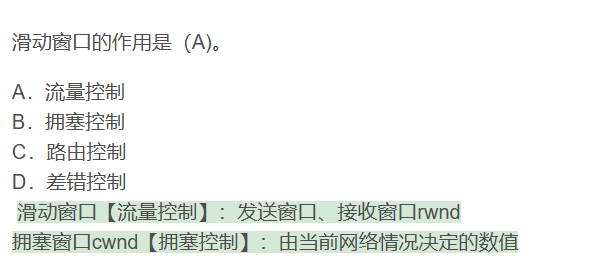 滑动窗口的作用是（A)。
A．流量控制
B．拥塞控制
C．路由控制
D．差错控制
滑动窗口【流量控制】：发送窗口、接收窗口rwnd
拥塞窗口cwnd【拥塞控制】：由当前网络情况决定的数值